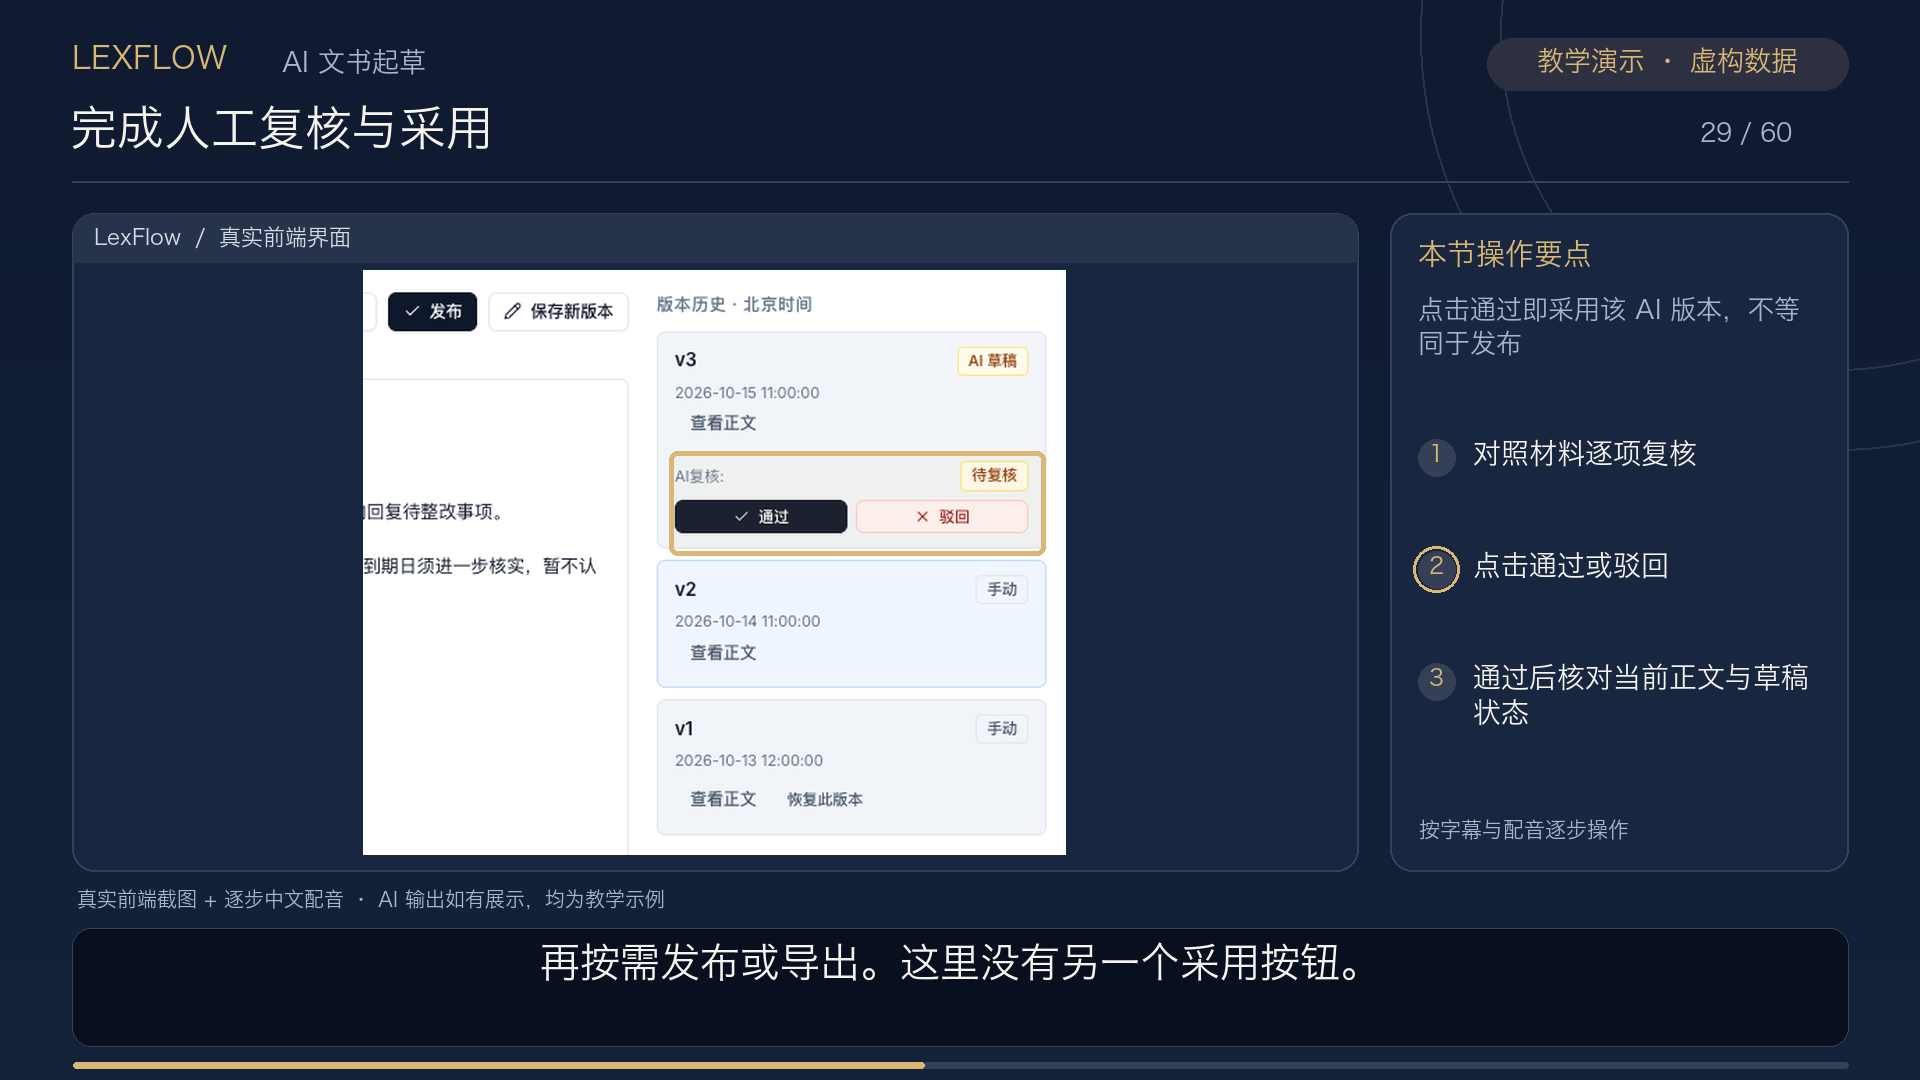 LEXFLOW AI 文书起草
教学演示 · 虚构数据
完成人工复核与采用
29 / 60
LexFlow / 真实前端界面
发布
保存新版本
回复待整改事项。
到期日须进一步核实，暂不认
版本历史 · 北京时间
v3
AI 草稿
2026-10-15 11:00:00
查看正文
AI复核:
待复核
通过
驳回
v2
手动
2026-10-14 11:00:00
查看正文
v1
手动
2026-10-13 12:00:00
查看正文 恢复此版本
本节操作要点
点击通过即采用该 AI 版本，不等
同于发布
1 对照材料逐项复核
2 点击通过或驳回
3 通过后核对当前正文与草稿
状态
按字幕与配音逐步操作
真实前端截图 + 逐步中文配音 · AI 输出如有展示，均为教学示例
再按需发布或导出。这里没有另一个采用按钮。